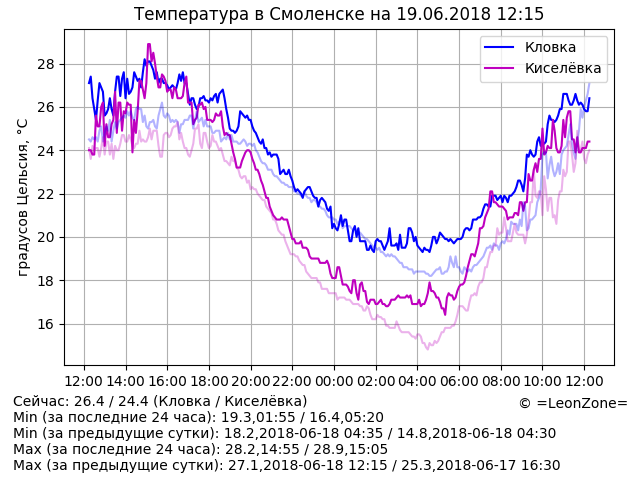 Температура в Смоленске на 19.06.2018 12:15
Кловка
Киселёвка
градусов Цельсия, °C
28
26
24
22
20
18
16
12:00 14:00 16:00 18:00 20:00 22:00 00:00 02:00 04:00 06:00 08:00 10:00 12:00
Сейчас: 26.4 / 24.4 (Кловка / Киселёвка)
© =LeonZone=
Min (за последние 24 часа): 19.3,01:55 / 16.4,05:20
Min (за предыдущие сутки): 18.2,2018-06-18 04:35 / 14.8,2018-06-18 04:30
Max (за последние 24 часа): 28.2,14:55 / 28.9,15:05
Max (за предыдущие сутки): 27.1,2018-06-18 12:15 / 25.3,2018-06-17 16:30